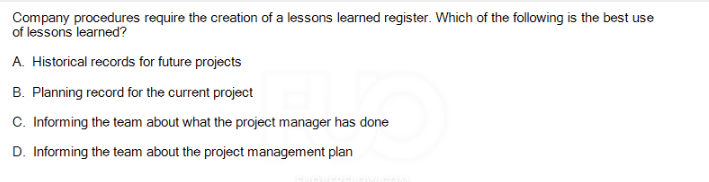 Company procedures require the creation of a lessons learned register. Which of the following is the best use
of lessons learned?
A. Historical records for future projects
B. Planning record for the current project
C. Informing the team about what the project manager has done
D. Informing the team about the project management plan